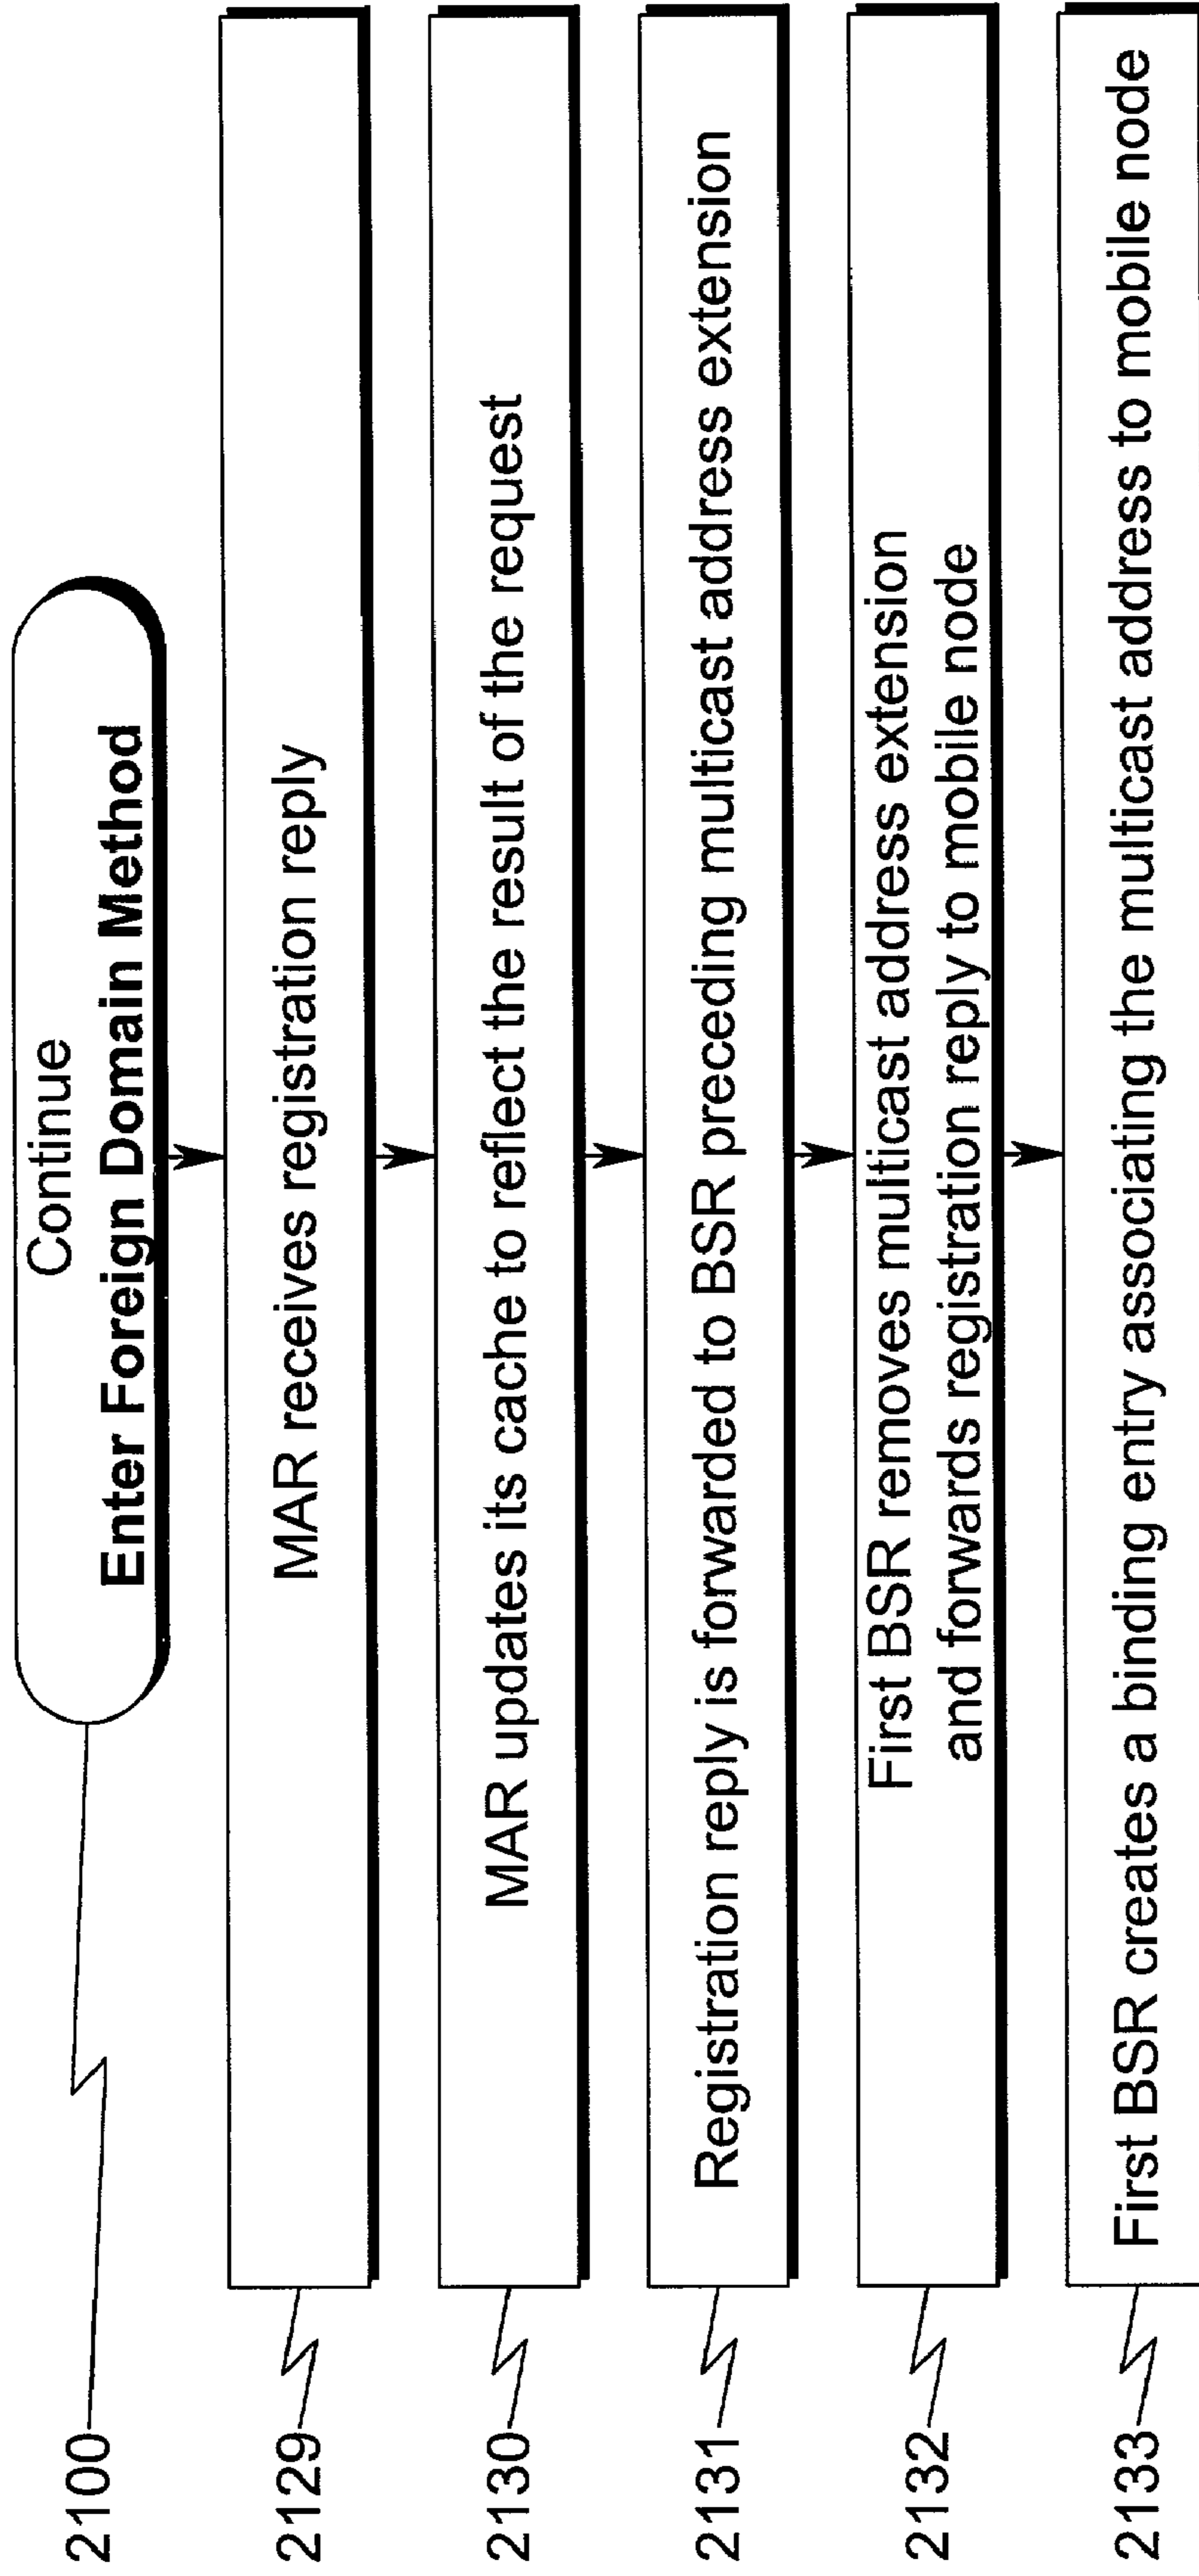 Continue
2100
Enter Foreign Domain Method
2129
MAR receives registration reply
2130
MAR updates its cache to reflect the result of the request
2131
Registration reply is forwarded to BSR preceding multicast address extension
2132
First BSR removes multicast address extension
and forwards registration reply to mobile node
2133
First BSR creates a binding entry associating the multicast address to mobile node